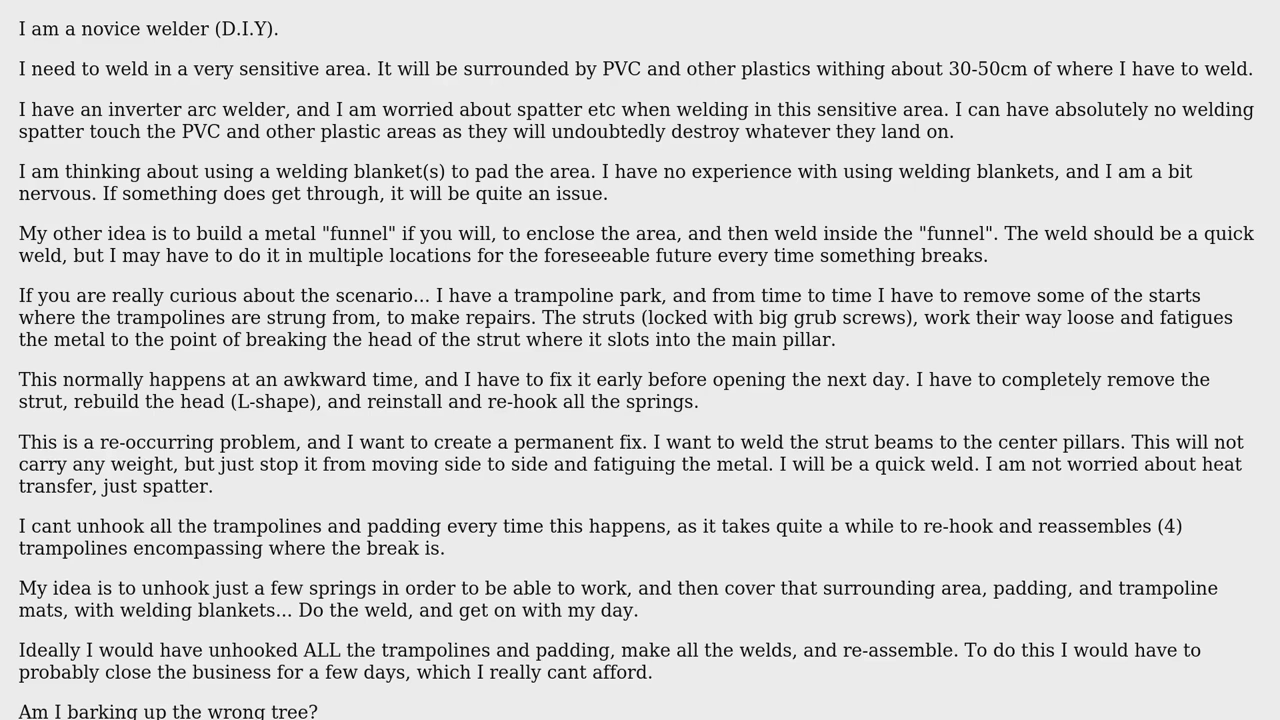 I am a novice welder (D.I.Y).
I need to weld in a very sensitive area. It will be surrounded by PVC and other plastics withing about 30-50cm of where I have to weld.
I have an inverter arc welder, and I am worried about spatter etc when welding in this sensitive area. I can have absolutely no welding
spatter touch the PVC and other plastic areas as they will undoubtedly destroy whatever they land on.
I am thinking about using a welding blanket(s) to pad the area. I have no experience with using welding blankets, and I am a bit
nervous. If something does get through, it will be quite an issue.
My other idea is to build a metal "funnel" if you will, to enclose the area, and then weld inside the "funnel". The weld should be a quick
weld, but I may have to do it in multiple locations for the foreseeable future every time something breaks.
If you are really curious about the scenario... I have a trampoline park, and from time to time I have to remove some of the starts
where the trampolines are strung from, to make repairs. The struts (locked with big grub screws), work their way loose and fatigues
the metal to the point of breaking the head of the strut where it slots into the main pillar.
This normally happens at an awkward time, and I have to fix it early before opening the next day. I have to completely remove the
strut, rebuild the head (L-shape), and reinstall and re-hook all the springs.
This is a re-occurring problem, and I want to create a permanent fix. I want to weld the strut beams to the center pillars. This will not
carry any weight, but just stop it from moving side to side and fatiguing the metal. I will be a quick weld. I am not worried about heat
transfer, just spatter.
I cant unhook all the trampolines and padding every time this happens, as it takes quite a while to re-hook and reassembles (4)
trampolines encompassing where the break is.
My idea is to unhook just a few springs in order to be able to work, and then cover that surrounding area, padding, and trampoline
mats, with welding blankets... Do the weld, and get on with my day.
Ideally I would have unhooked ALL the trampolines and padding, make all the welds, and re-assemble. To do this I would have to
probably close the business for a few days, which I really cant afford.
Am I barking up the wrong tree?